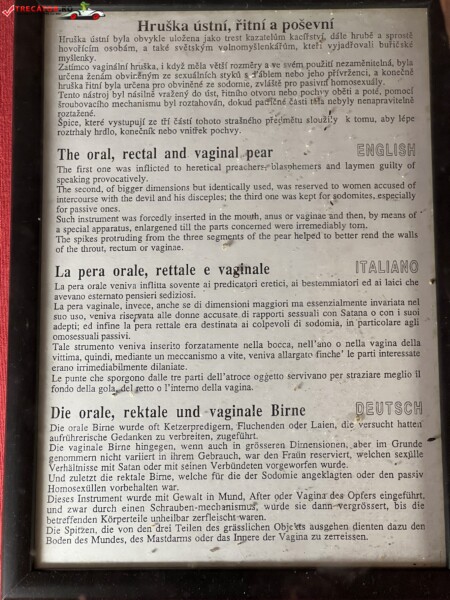 TRECATOR
Hruška ústní, řitní a poševní
Hruška ústní byla obvykle uložena jako trest kazatelům kacířství, dále hrubě a sprostě
hovořícím osobám, a také světským volnomyšlenkářům, kteří vyjadřovali buřičské
myšlenky.
Zatímco vaginální hruška, i když měla větší rozměry a ve svém použití nezaměnitelná, byla
určena ženám obviněným ze sexuálních styků s ďáblem nebo jeho přívrženci, a konečně
hruška řitní byla určena pro obviněné ze sodomie, zvláště pro pasivní homosexuály.
Tento nástroj byl násilně vražený do úst, řitního otvoru nebo pochvy oběti a poté, pomocí
šroubovacího mechanismu byl roztahován, dokud patřičné části těla nebyly nenapravitelně
roztažené.
Špice, které vystupují ze tří částí tohoto strašného předmětu sloužily k tomu, aby lépe
roztrhaly hrdlo, konečník nebo vnitřek pochvy.
The oral, rectal and vaginal pear ENGLISH
The first one was inflicted to heretical preachers, blasphemers and laymen guilty of
speaking provocatively.
The second, of bigger dimensions but identically used, was reserved to women accused of
intercourse with the devil and his disceples; the third one was kept for sodomites, especially
for passive ones.
Such instrument was forcedly inserted in the mouth, anus or vaginae and then, by means of
a special apparatus, enlargened till the parts concerned were irremediably torn.
The spikes protruding from the three segments of the pear helped to better rend the walls
of the throut, rectum or vaginae.
La pera orale, rettale e vaginale ITALIANO
La pera orale veniva inflitta sovente ai predicatori eretici, ai bestemmiatori ed ai laici che
avevano esternato pensieri sediziosi.
La pera vaginale, invece, anche se di dimensioni maggiori ma essenzialmente invariata nel
suo uso, veniva riservata alle donne accusate di rapporti sessuali con Satana o con i suoi
adepti; ed infine la pera rettale era destinata ai colpevoli di sodomia, in particolare agli
omosessuali passivi.
Tale strumento veniva inserito forzatamente nella bocca, nell'ano o nella vagina della
vittima, quindi, mediante un meccanismo a vite, veniva allargato finche' le parti interessate
erano irrimediabilmente dilaniate.
Le punte che sporgono dalle tre parti dell'atroce oggetto servivano per straziare meglio il
fondo della gola, del retto o l'interno della vagina.
Die orale, rektale und vaginale Birne DEUTSCH
Die orale Birne wurde oft Ketzerpredigern, Fluchenden oder Laien, die versucht hatten
aufrührerische Gedanken zu verbreiten, zugeführt.
Die vaginale Birne hingegen, wenn auch in grösseren Dimensionen, aber im Grunde
genommen nicht variiert in ihrem Gebrauch, war den Fraün reserviert, welchen sexülle
Verhältnisse mit Satan oder mit seinen Verbündeten vorgeworfen wurde.
Und zuletzt die rektale Birne, welche für die der Sodomie angeklagten oder den passiv
Homosexüllen vorbehalten war.
Dieses Instrument wurde mit Gewalt in Mund, After oder Vagina des Opfers eingeführt,
und zwar durch einen Schrauben-mechanismus, wurde sie dann vergrössert, bis die
betreffenden Körperteile unheilbar zerfleischt waren.
Die Spitzen, die von den drei Teilen des grässlichen Objekts ausgehen dienten dazu den
Boden des Mundes, des Mastdarms oder das Innere der Vagina zu zerreissen.